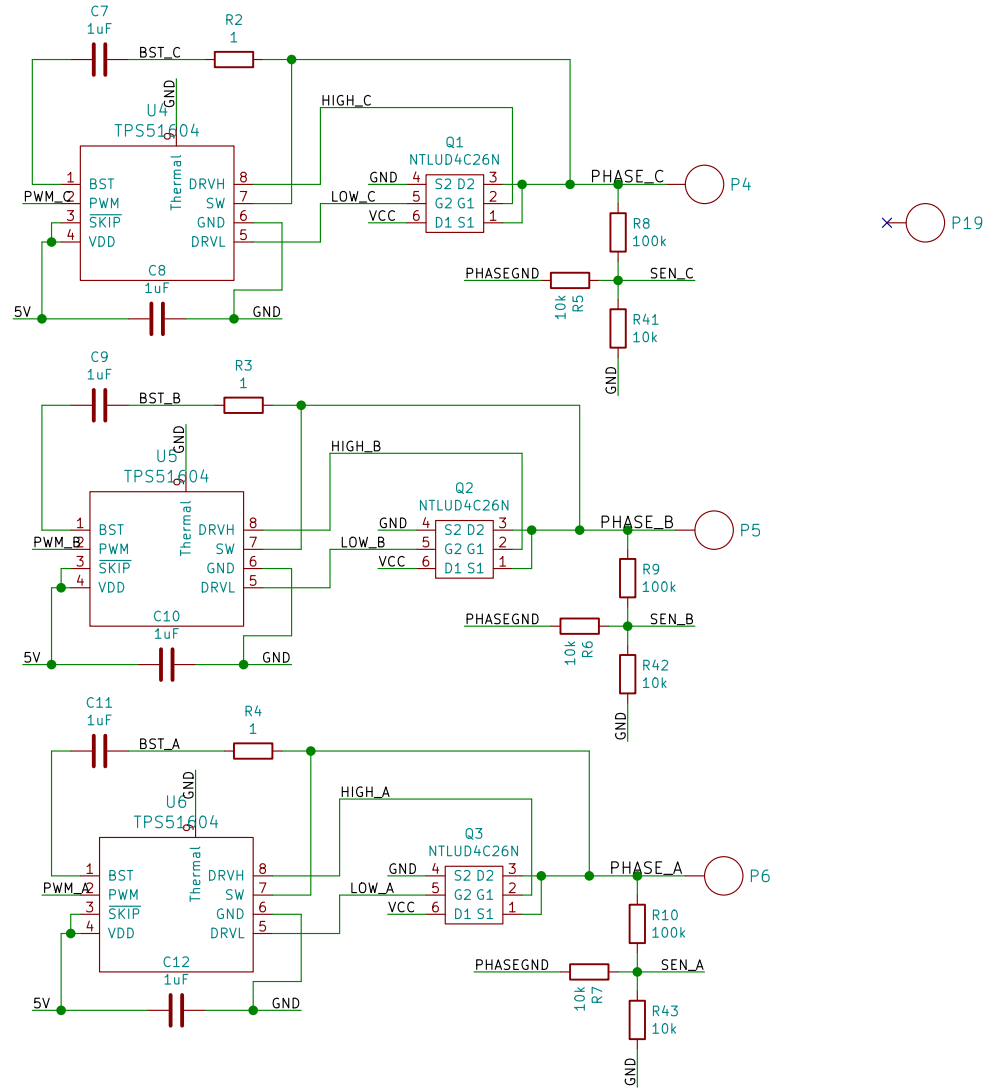 C7
1uF
BST_C
R2
1
GND
U4
TPS51604
9
Thermal
HIGH_C
Q1
NTLUD4C26N
1 BST
DRVH 8
GND 4 S2 D2 3
PHASE_C
P4
PWM_C 2 PWM
SW 7
LOW_C 5 G2 G1 2
3 SKIP
GND 6
VCC 6 D1 S1 1
4 VDD
DRVL 5
R8
100k
P19
C8
1uF
PHASEGND
10k
R5
SEN_C
5V
GND
R41
10k
GND
C9
1uF
BST_B
R3
1
GND
U5
TPS51604
9
Thermal
HIGH_B
Q2
NTLUD4C26N
1 BST
DRVH 8
GND 4 S2 D2 3
PHASE_B
P5
PWM_B 2 PWM
SW 7
LOW_B 5 G2 G1 2
3 SKIP
GND 6
VCC 6 D1 S1 1
4 VDD
DRVL 5
R9
100k
C10
1uF
PHASEGND
10k
R6
SEN_B
5V
GND
R42
10k
GND
C11
1uF
BST_A
R4
1
GND
U6
TPS51604
9
Thermal
HIGH_A
Q3
NTLUD4C26N
1 BST
DRVH 8
GND 4 S2 D2 3
PHASE_A
P6
PWM_A 2 PWM
SW 7
LOW_A 5 G2 G1 2
3 SKIP
GND 6
VCC 6 D1 S1 1
4 VDD
DRVL 5
R10
100k
C12
1uF
PHASEGND
10k
R7
SEN_A
5V
GND
R43
10k
GND